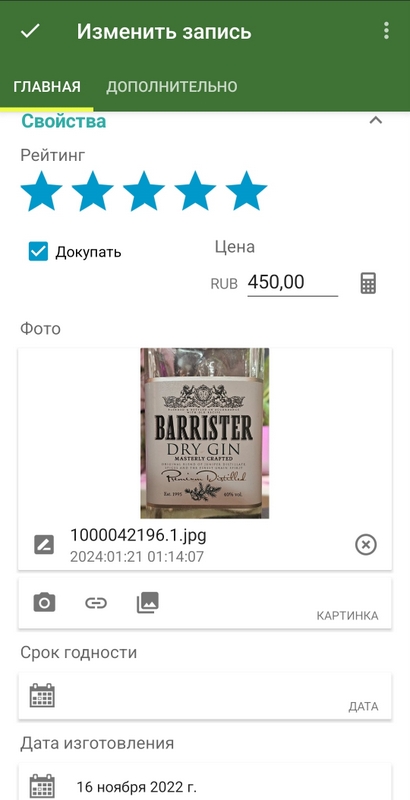 Изменить запись
ГЛАВНАЯ
ДОПОЛНИТЕЛЬНО
Свойства
Рейтинг
Докупать
Цена
RUB 450,00
Фото
BARRISTER
DRY GIN
MASTERLY CRAFTED
Premium Distilled
1000042196.1.jpg
2024:01:21 01:14:07
КАРТИНКА
Срок годности
ДАТА
Дата изготовления
16 ноября 2022 г.